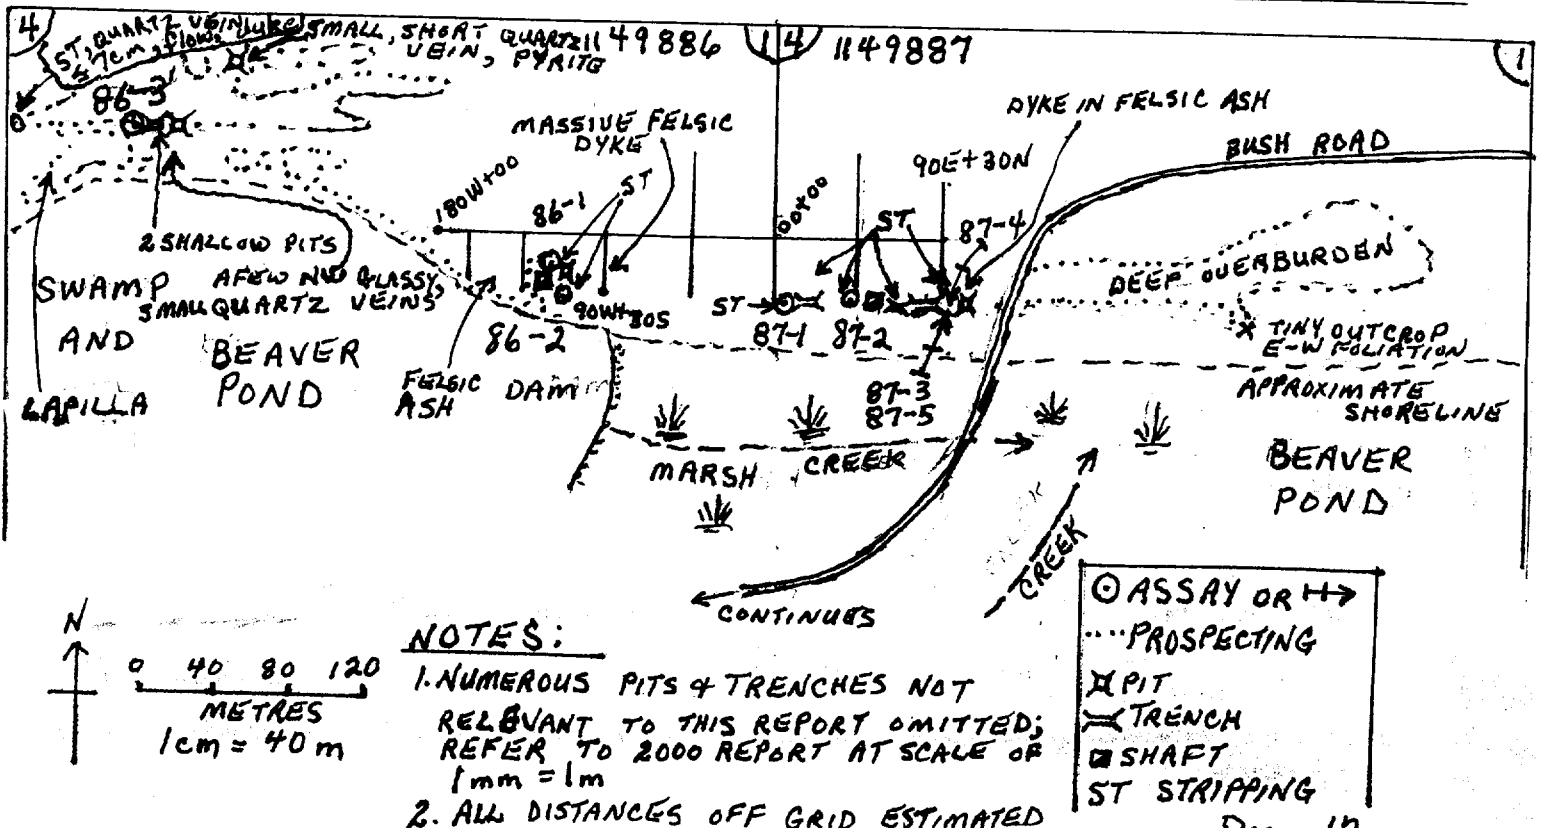 4
ST, QUARTZ VEIN
≤ 7cm,
SMALL, SHORT QUARTZ
VEIN, PYRITE
1149886
1
4
1149887
1
86-3
MASSIVE FELSIC
DYKE
DYKE IN FELSIC ASH
BUSH ROAD
180W+00
86-1
ST
00+00
90E+30N
ST
87-4
2 SHALLOW PITS
A FEW NW GLASSY,
SMALL QUARTZ VEINS
SWAMP
AND
BEAVER
POND
LAPILLA
FELSIC
ASH
86-2
90W+80S
DAM
ST
87-1
87-2
87-3
87-5
DEEP OVERBURDEN
X TINY OUTCROP
E-W FOLIATION
APPROXIMATE
SHORELINE
MARSH
CREEK
BEAVER
POND
CREEK
CONTINUES
N
0 40 80 120
METRES
1cm = 40 m
NOTES:
1. NUMEROUS PITS & TRENCHES NOT
RELEVANT TO THIS REPORT OMITTED;
REFER TO 2000 REPORT AT SCALE OF
1mm = 1m
2. ALL DISTANCES OFF GRID ESTIMATED
ASSAY OR
PROSPECTING
PIT
TRENCH
SHAFT
ST STRIPPING